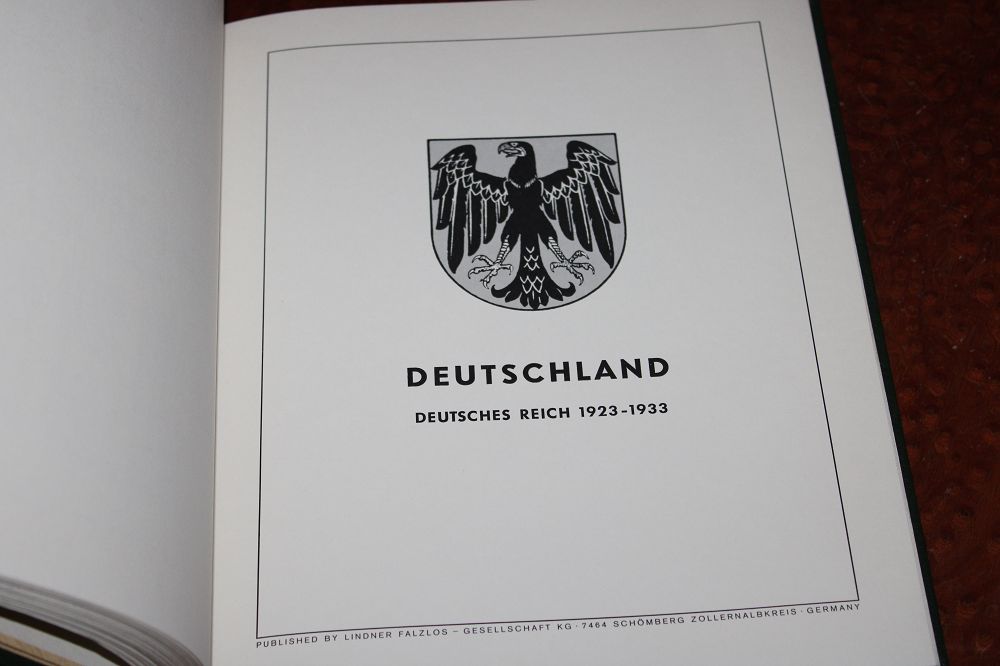 DEUTSCHLAND
DEUTSCHES REICH 1923-1933
PUBLISHED BY LINDNER FALZLOS – GESELLSCHAFT KG · 7464 SCHÖMBERG ZOLLERNALBKREIS · GERMANY